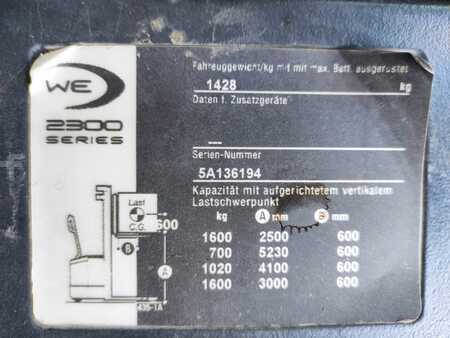 WE
2300
SERIES
Fahrzeuggewicht/kg mit mit max. Batt. ausgerüstet
1428 kg
Daten f. Zusatzgeräte
---
Serien-Nummer
5A136194
Kapazität mit aufgerichtetem vertikalem
Lastschwerpunkt
kg A mm B mm
1600 2500 600
700 5230 600
1020 4100 600
1600 3000 600
Last
C.G.
600
B
A